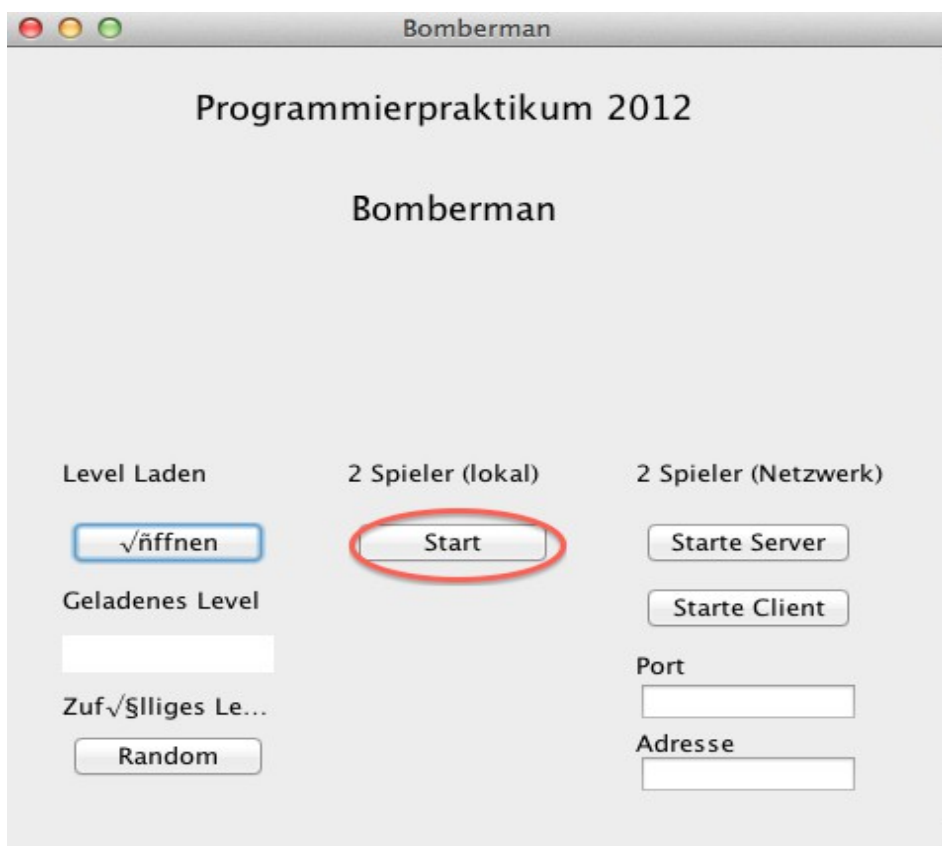 Bomberman
Programmierpraktikum 2012
Bomberman
Level Laden
√ñffnen
Geladenes Level
Zuf√§lliges Le...
Random
2 Spieler (lokal)
Start
2 Spieler (Netzwerk)
Starte Server
Starte Client
Port
Adresse